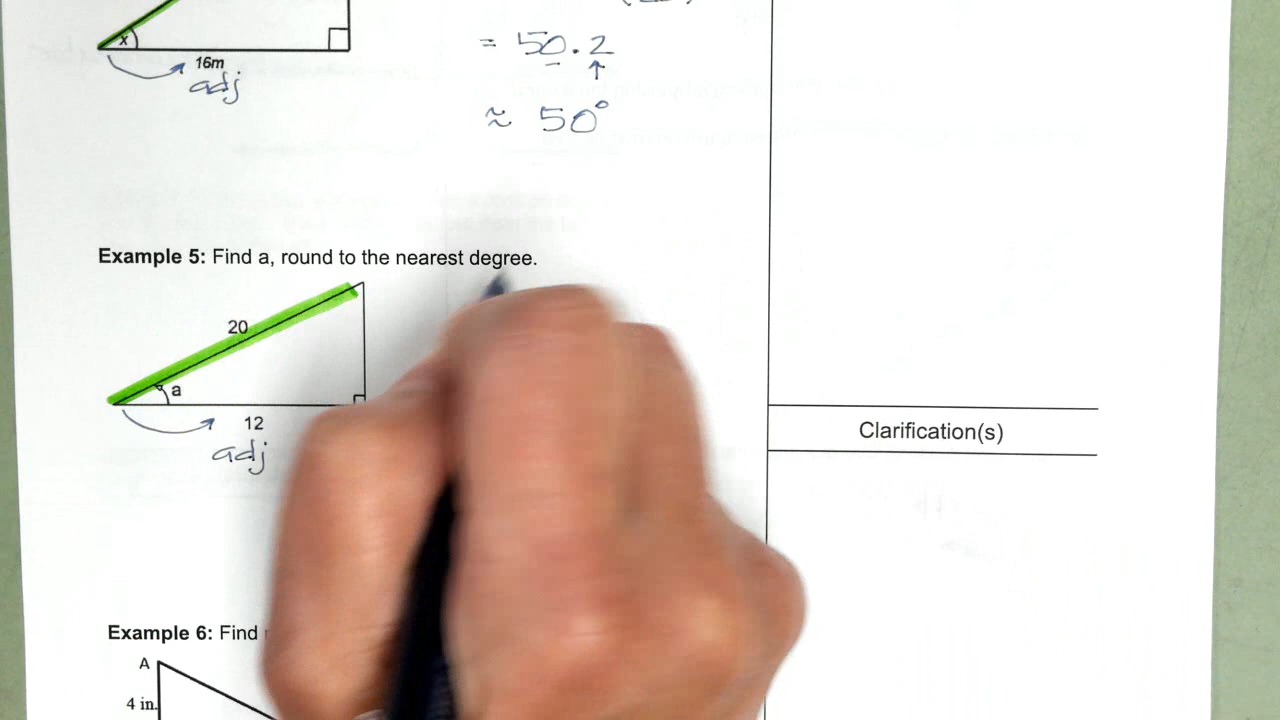 x
16m
adj
= 50.2
↑
≈ 50°
Example 5: Find a, round to the nearest degree.
20
a
12
adj
Clarification(s)
Example 6: Find
A
4 in.